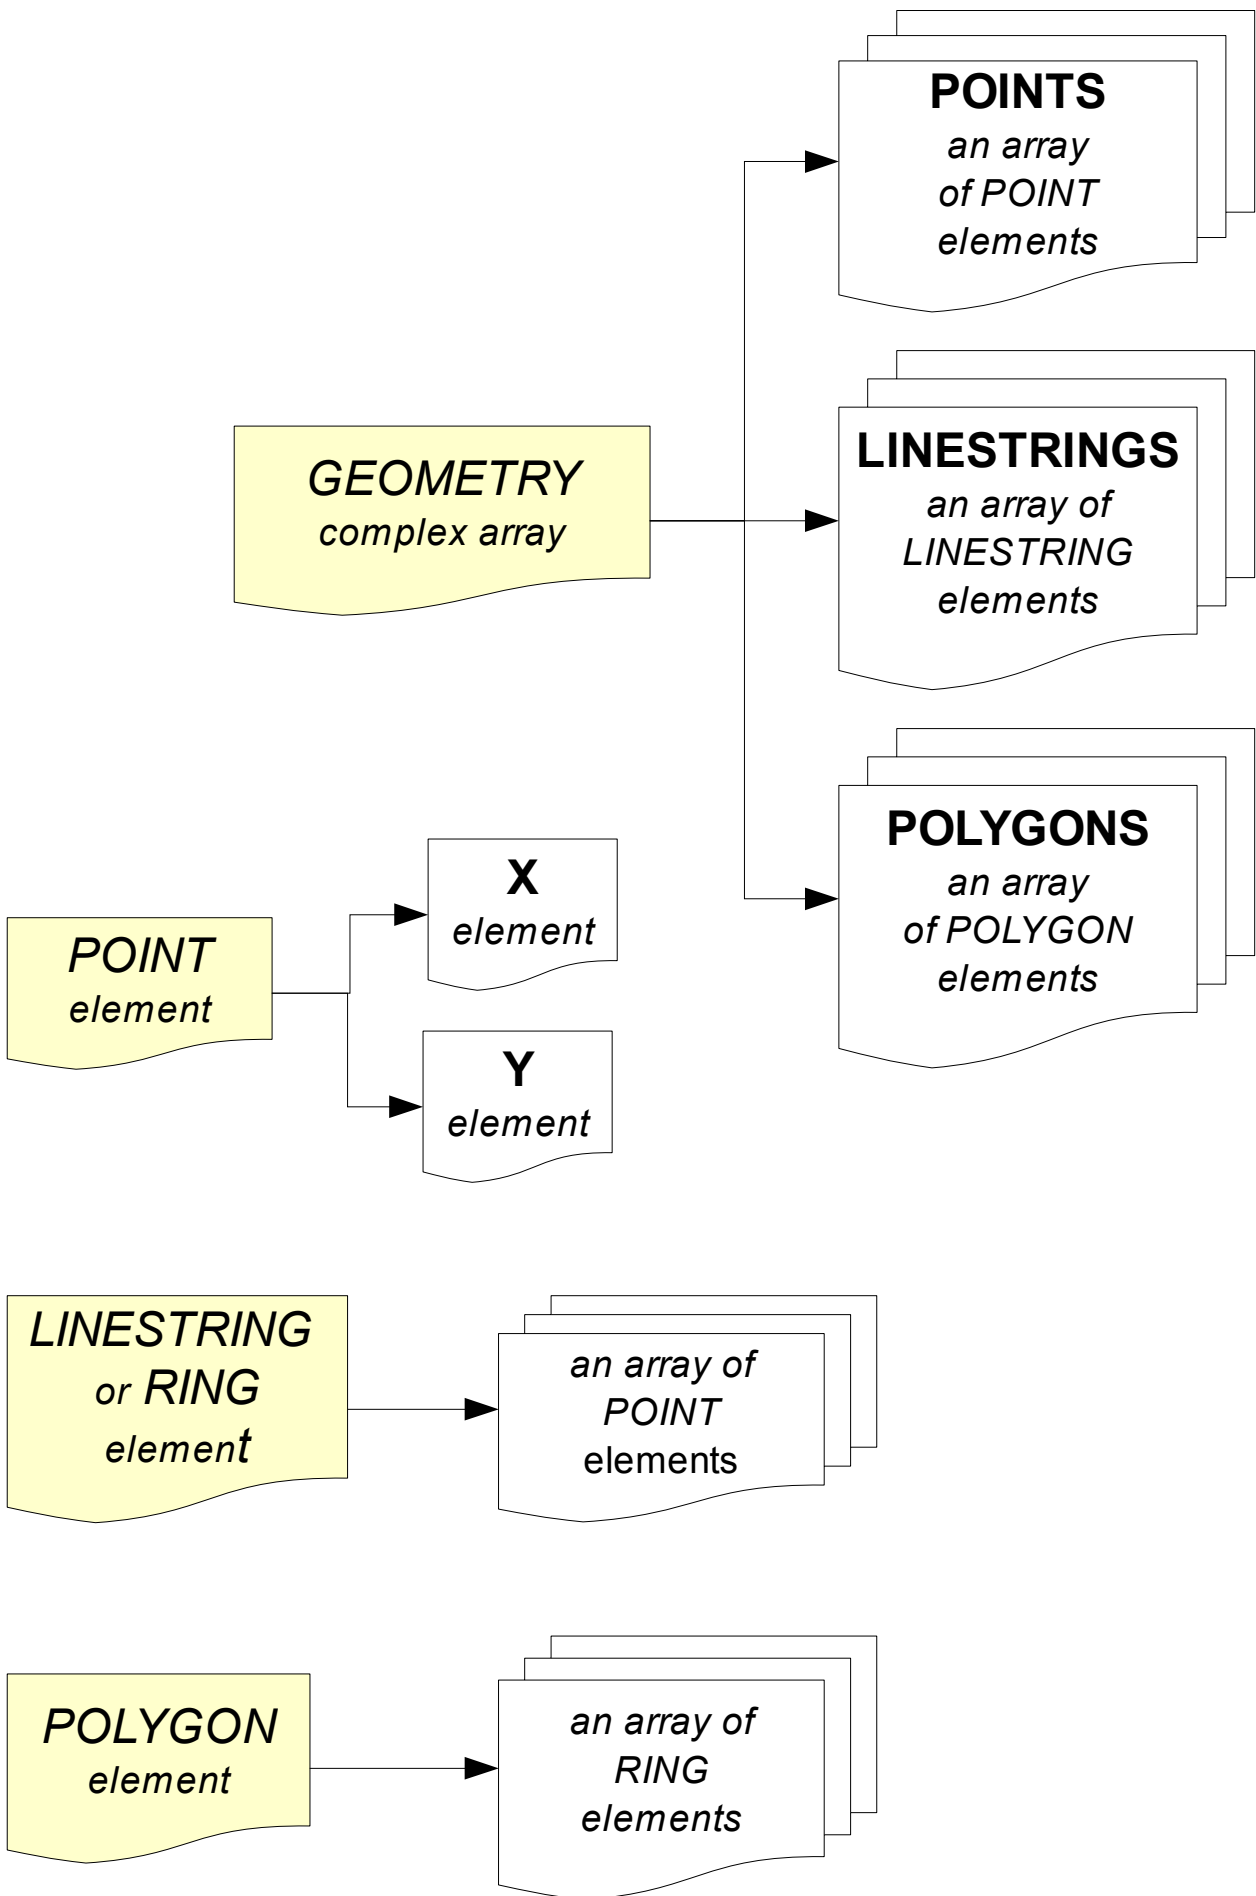 POINTS
an array
of POINT
elements
LINESTRINGS
an array of
LINESTRING
elements
GEOMETRY
complex array
POLYGONS
an array
of POLYGON
elements
X
element
POINT
element
Y
element
LINESTRING
or RING
element
an array of
POINT
elements
POLYGON
element
an array of
RING
elements